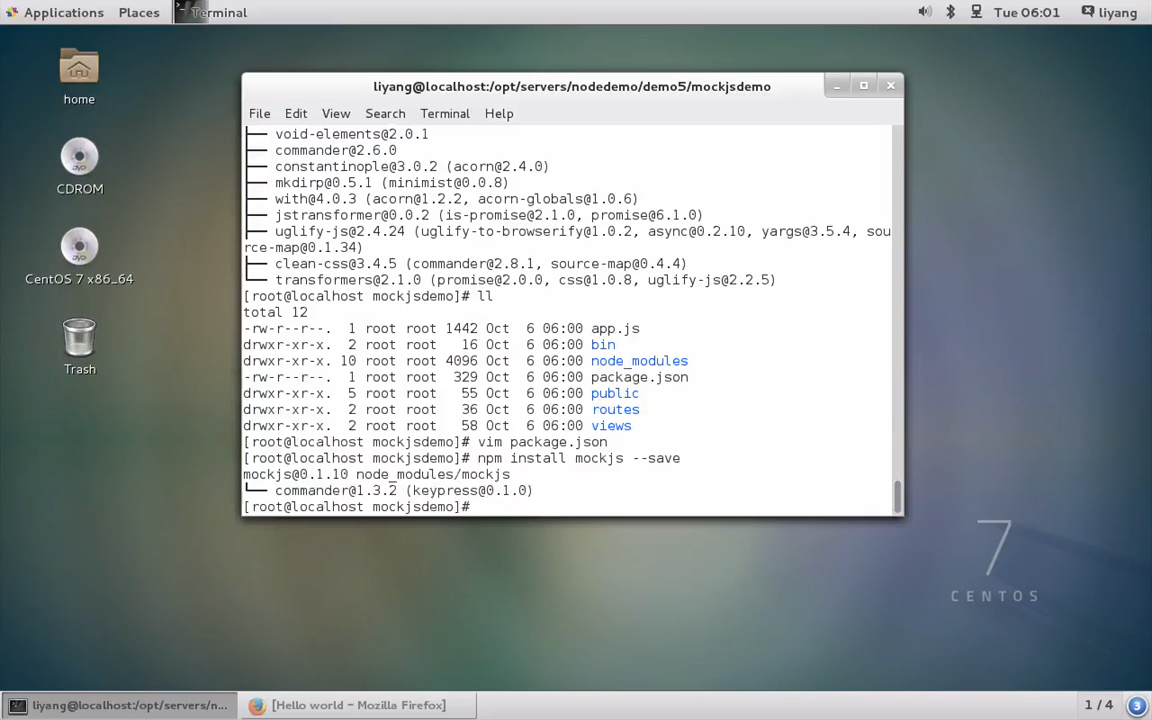 Applications Places Terminal Tue 06:01 liyang
home
CDROM
CentOS 7 x86_64
Trash
liyang@localhost:/opt/servers/nodedemo/demo5/mockjsdemo
File Edit View Search Terminal Help
├── void-elements@2.0.1
├── commander@2.6.0
├── constantinople@3.0.2 (acorn@2.4.0)
├── mkdirp@0.5.1 (minimist@0.0.8)
├── with@4.0.3 (acorn@1.2.2, acorn-globals@1.0.6)
├── jstransformer@0.0.2 (is-promise@2.1.0, promise@6.1.0)
├── uglify-js@2.4.24 (uglify-to-browserify@1.0.2, async@0.2.10, yargs@3.5.4, sou
rce-map@0.1.34)
├── clean-css@3.4.5 (commander@2.8.1, source-map@0.4.4)
└── transformers@2.1.0 (promise@2.0.0, css@1.0.8, uglify-js@2.2.5)
[root@localhost mockjsdemo]# ll
total 12
-rw-r--r--. 1 root root 1442 Oct 6 06:00 app.js
drwxr-xr-x. 2 root root 16 Oct 6 06:00 bin
drwxr-xr-x. 10 root root 4096 Oct 6 06:00 node_modules
-rw-r--r--. 1 root root 329 Oct 6 06:00 package.json
drwxr-xr-x. 5 root root 55 Oct 6 06:00 public
drwxr-xr-x. 2 root root 36 Oct 6 06:00 routes
drwxr-xr-x. 2 root root 58 Oct 6 06:00 views
[root@localhost mockjsdemo]# vim package.json
[root@localhost mockjsdemo]# npm install mockjs --save
mockjs@0.1.10 node_modules/mockjs
└── commander@1.3.2 (keypress@0.1.0)
[root@localhost mockjsdemo]#
7
CENTOS
liyang@localhost:/opt/servers/n... [Hello world - Mozilla Firefox] 1 / 4 3